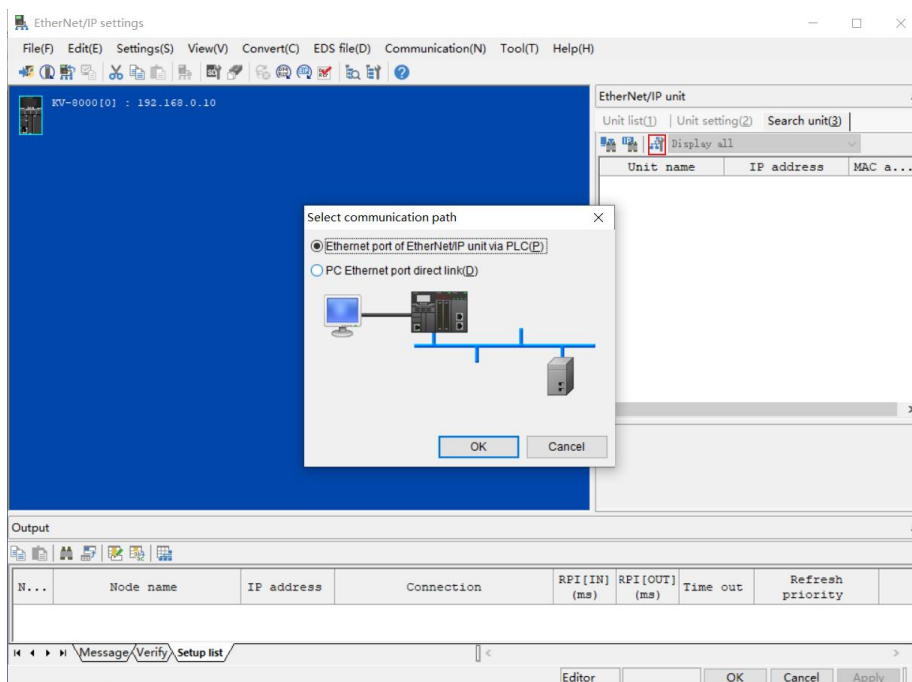 EtherNet/IP settings
File(F) Edit(E) Settings(S) View(V) Convert(C) EDS file(D) Communication(N) Tool(T) Help(H)
KV-8000[0] : 192.168.0.10
EtherNet/IP unit
Unit list(1) Unit setting(2) Search unit(3)
Display all
Unit name IP address MAC a...
Select communication path
Ethernet port of EtherNet/IP unit via PLC(P)
PC Ethernet port direct link(D)
OK Cancel
Output
N... Node name IP address Connection RPI[IN] (ms) RPI[OUT] (ms) Time out Refresh priority
Message Verify Setup list
Editor OK Cancel Apply